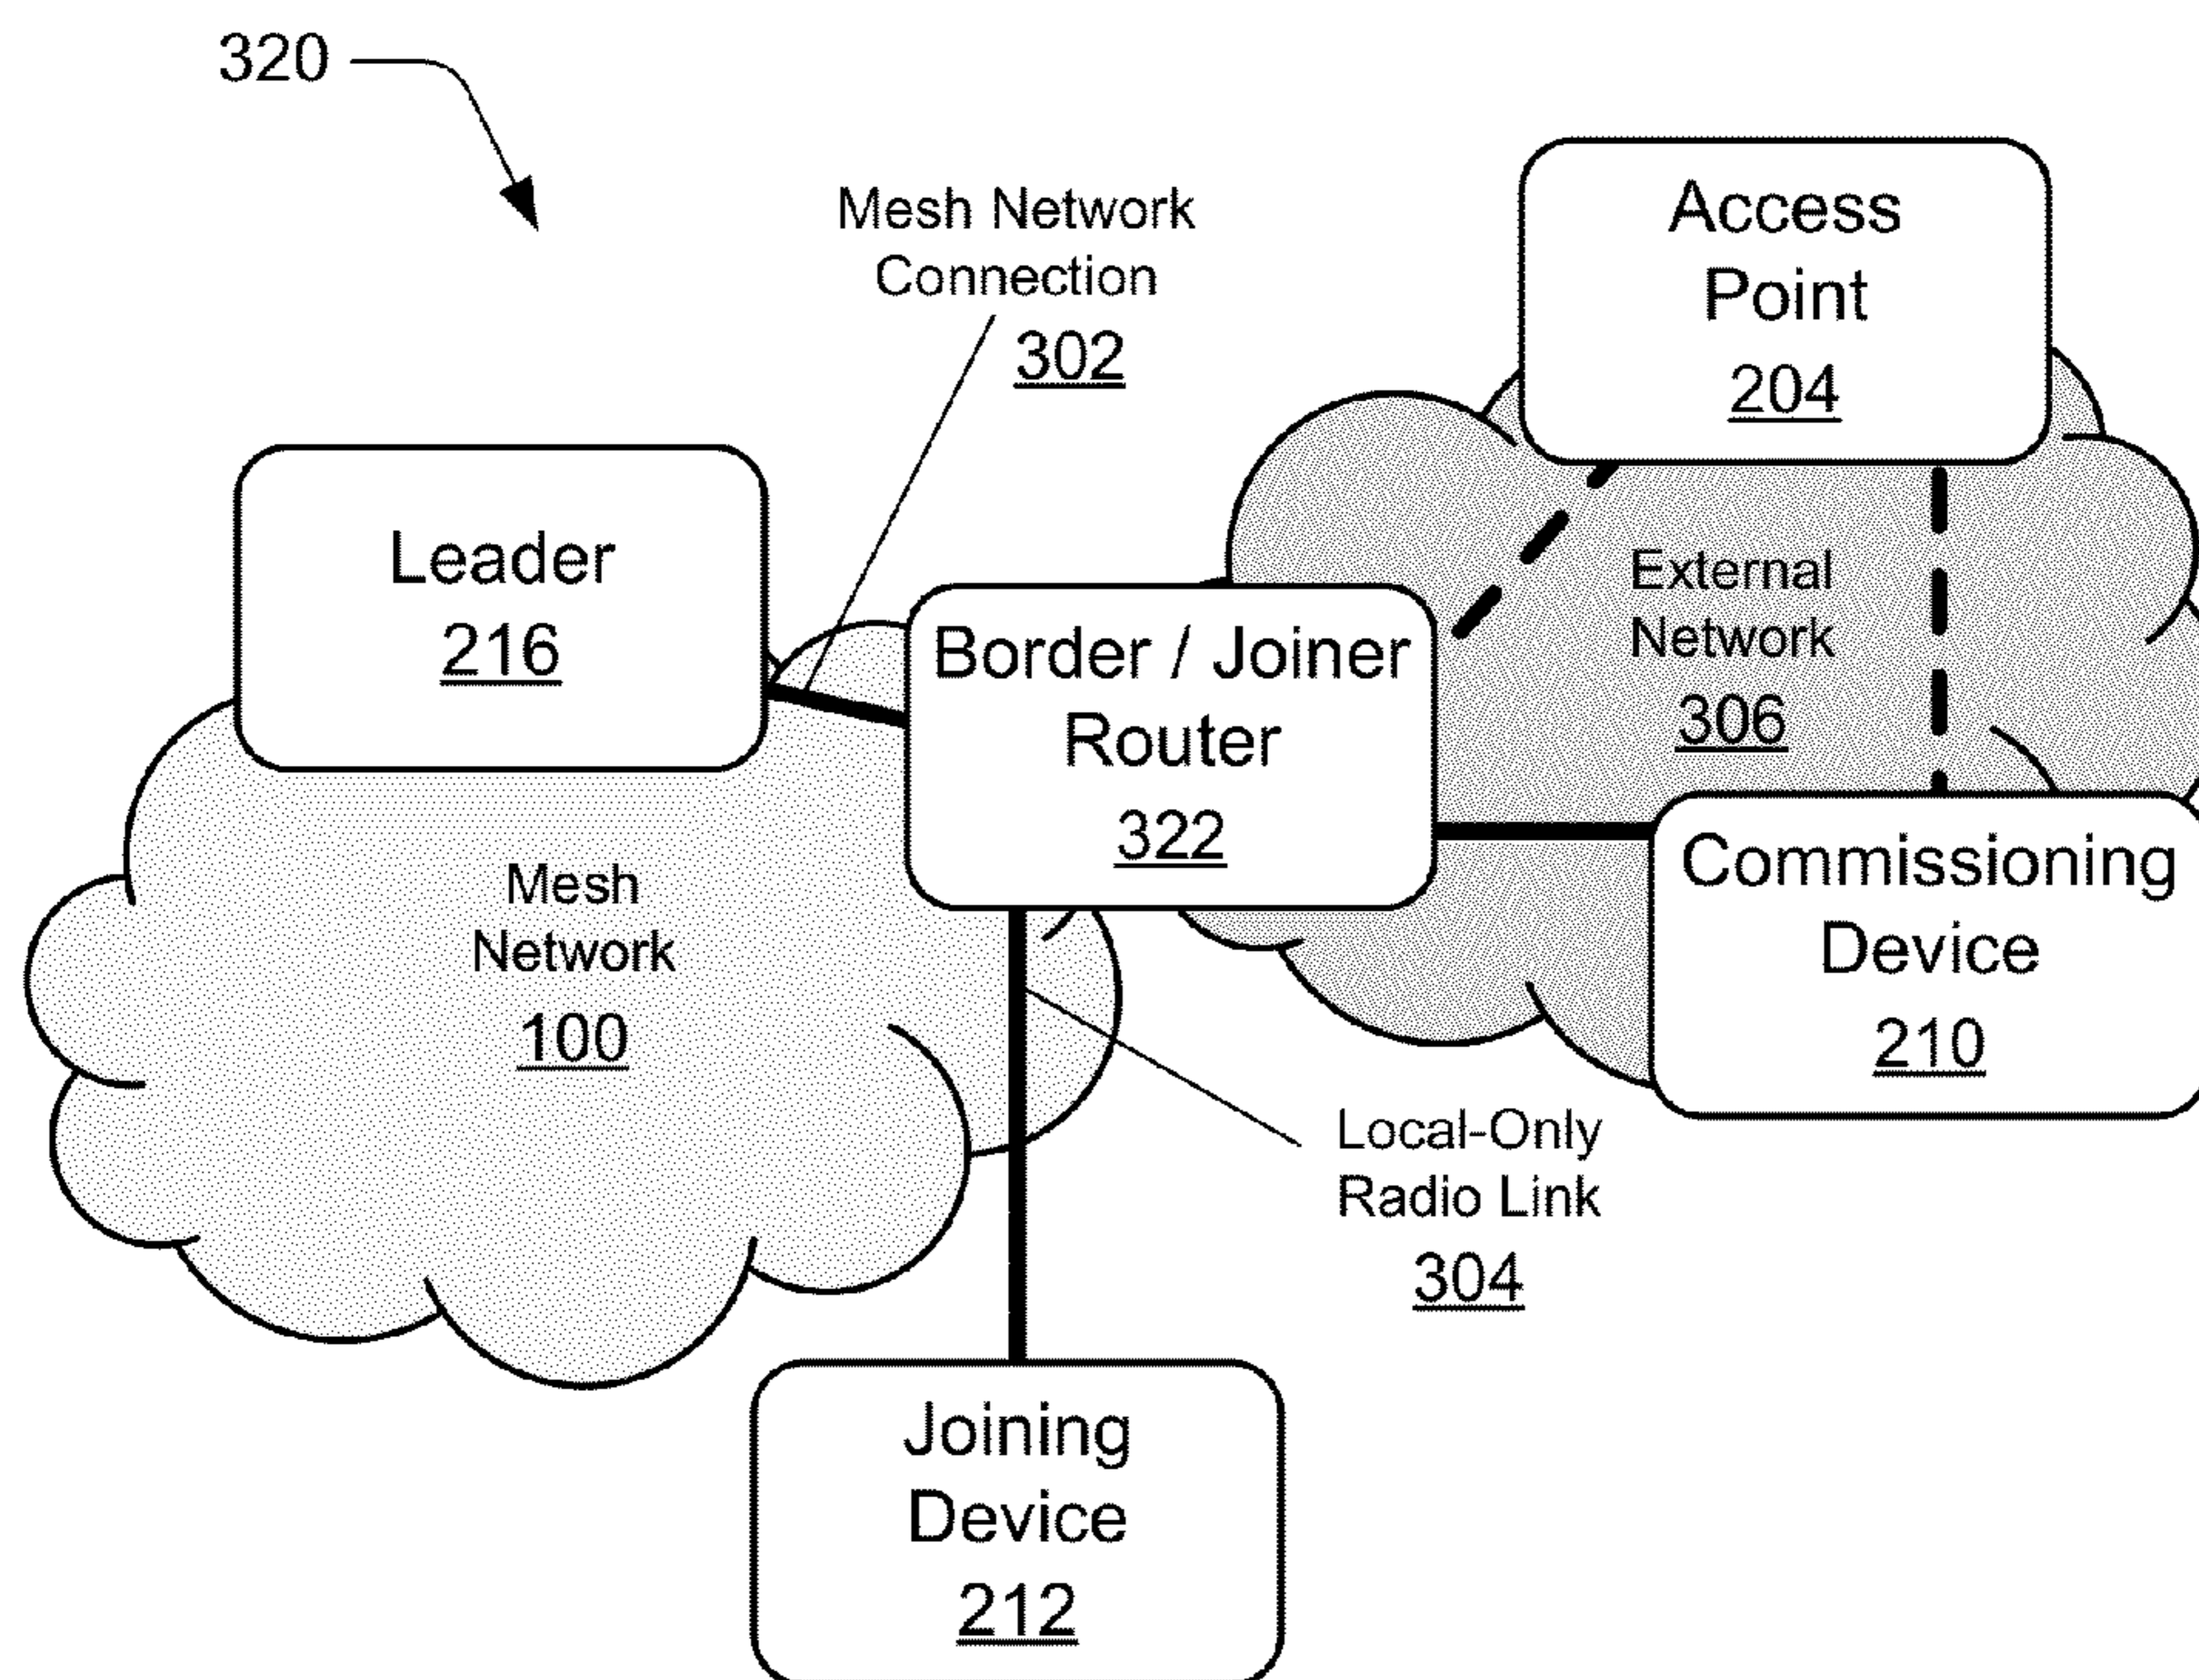 320
Mesh Network
Connection
302
Access
Point
204
Leader
216
External
Network
306
Border / Joiner
Router
322
Commissioning
Device
210
Mesh
Network
100
Local-Only
Radio Link
304
Joining
Device
212